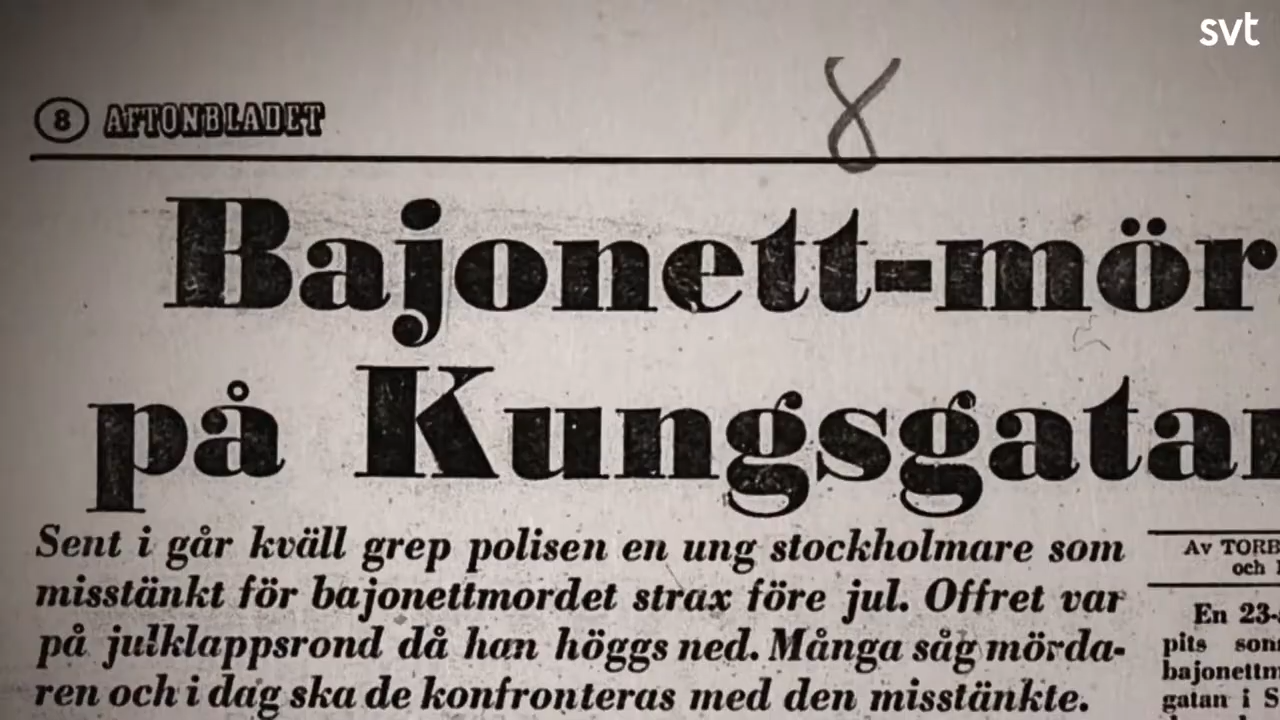 svt
8
8 AFTONBLADET
Bajonett-mör
på Kungsgatan
Sent i går kväll grep polisen en ung stockholmare som
misstänkt för bajonettmordet strax före jul. Offret var
på julklappsrond då han höggs ned. Många såg mörda-
ren och i dag ska de konfronteras med den misstänkte.
Av TORB
och
En 23-
pits som
bajonettm
gatan i S